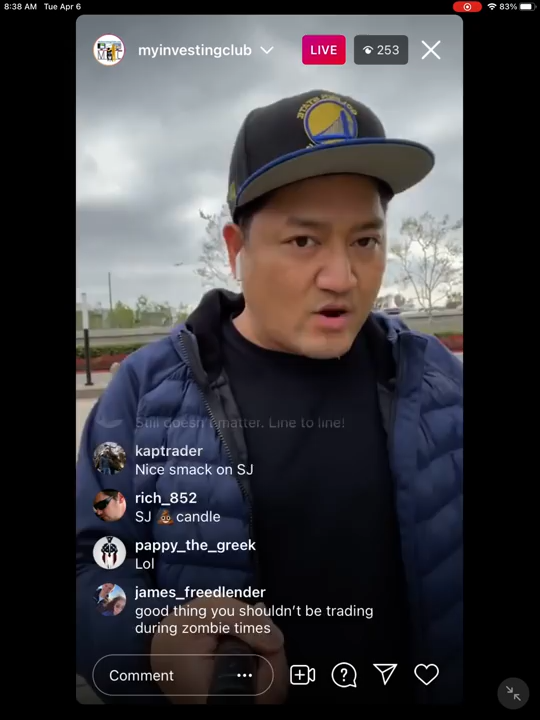 8:38 AM Tue Apr 6
83%
myinvestingclub
LIVE
253
STATE
Still doesn't matter. Line to line!
kaptrader
Nice smack on SJ
rich_852
SJ 💩 candle
pappy_the_greek
Lol
james_freedlender
good thing you shouldn't be trading
during zombie times
Comment